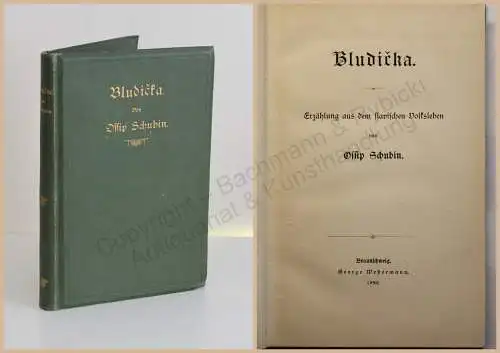 Bludička.
Von
Ossip Schubin.
Bludička.
Erzählung aus dem slavischen Volksleben
von
Ossip Schubin.
Braunschweig.
George Westermann.
Copyright Bachmann & Rybicki
Antiquariat & Kunsthandlung